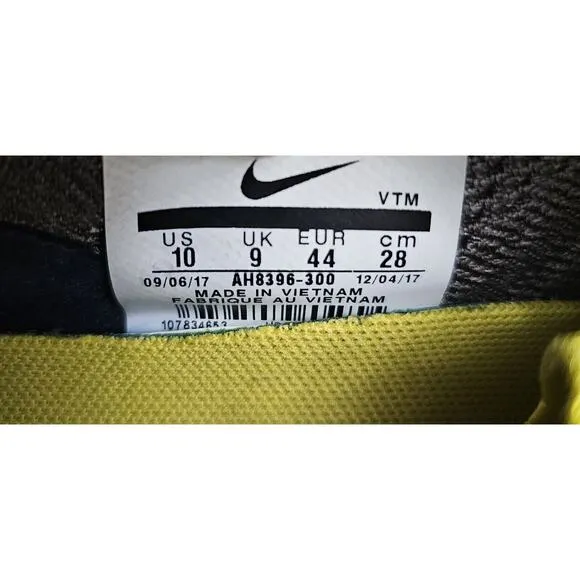 VTM
US UK EUR cm
10 9 44 28
09/06/17 AH8396-300 12/04/17
MADE IN VIETNAM
FABRIQUE AU VIETNAM
107834653